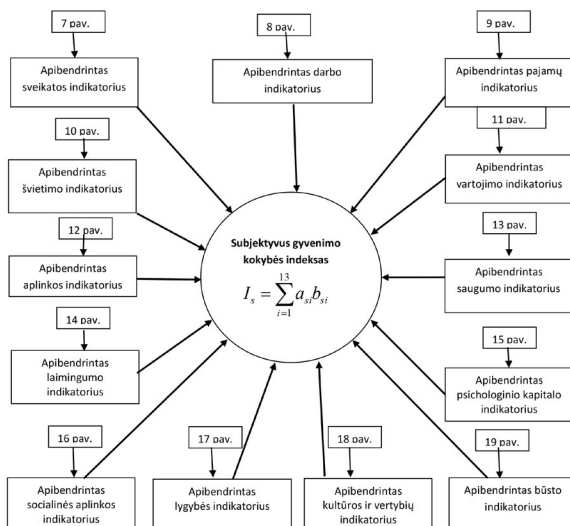 7 pav.
Apibendrintas
sveikatos indikatorius
8 pav.
Apibendrintas darbo
indikatorius
9 pav.
Apibendrintas pajamų
indikatorius
10 pav.
Apibendrintas
švietimo indikatorius
11 pav.
Apibendrintas
vartojimo indikatorius
12 pav.
Apibendrintas
aplinkos indikatorius
Subjektyvus gyvenimo
kokybės indeksas
I_s = \sum_{i=1}^{13} a_{si} b_{si}
13 pav.
Apibendrintas
saugumo indikatorius
14 pav.
Apibendrintas
laimingumo
indikatorius
15 pav.
Apibendrintas
psichologinio kapitalo
indikatorius
16 pav.
Apibendrintas
socialinės aplinkos
indikatorius
17 pav.
Apibendrintas
lygybės indikatorius
18 pav.
Apibendrintas
kultūros ir vertybių
indikatorius
19 pav.
Apibendrintas būsto
indikatorius